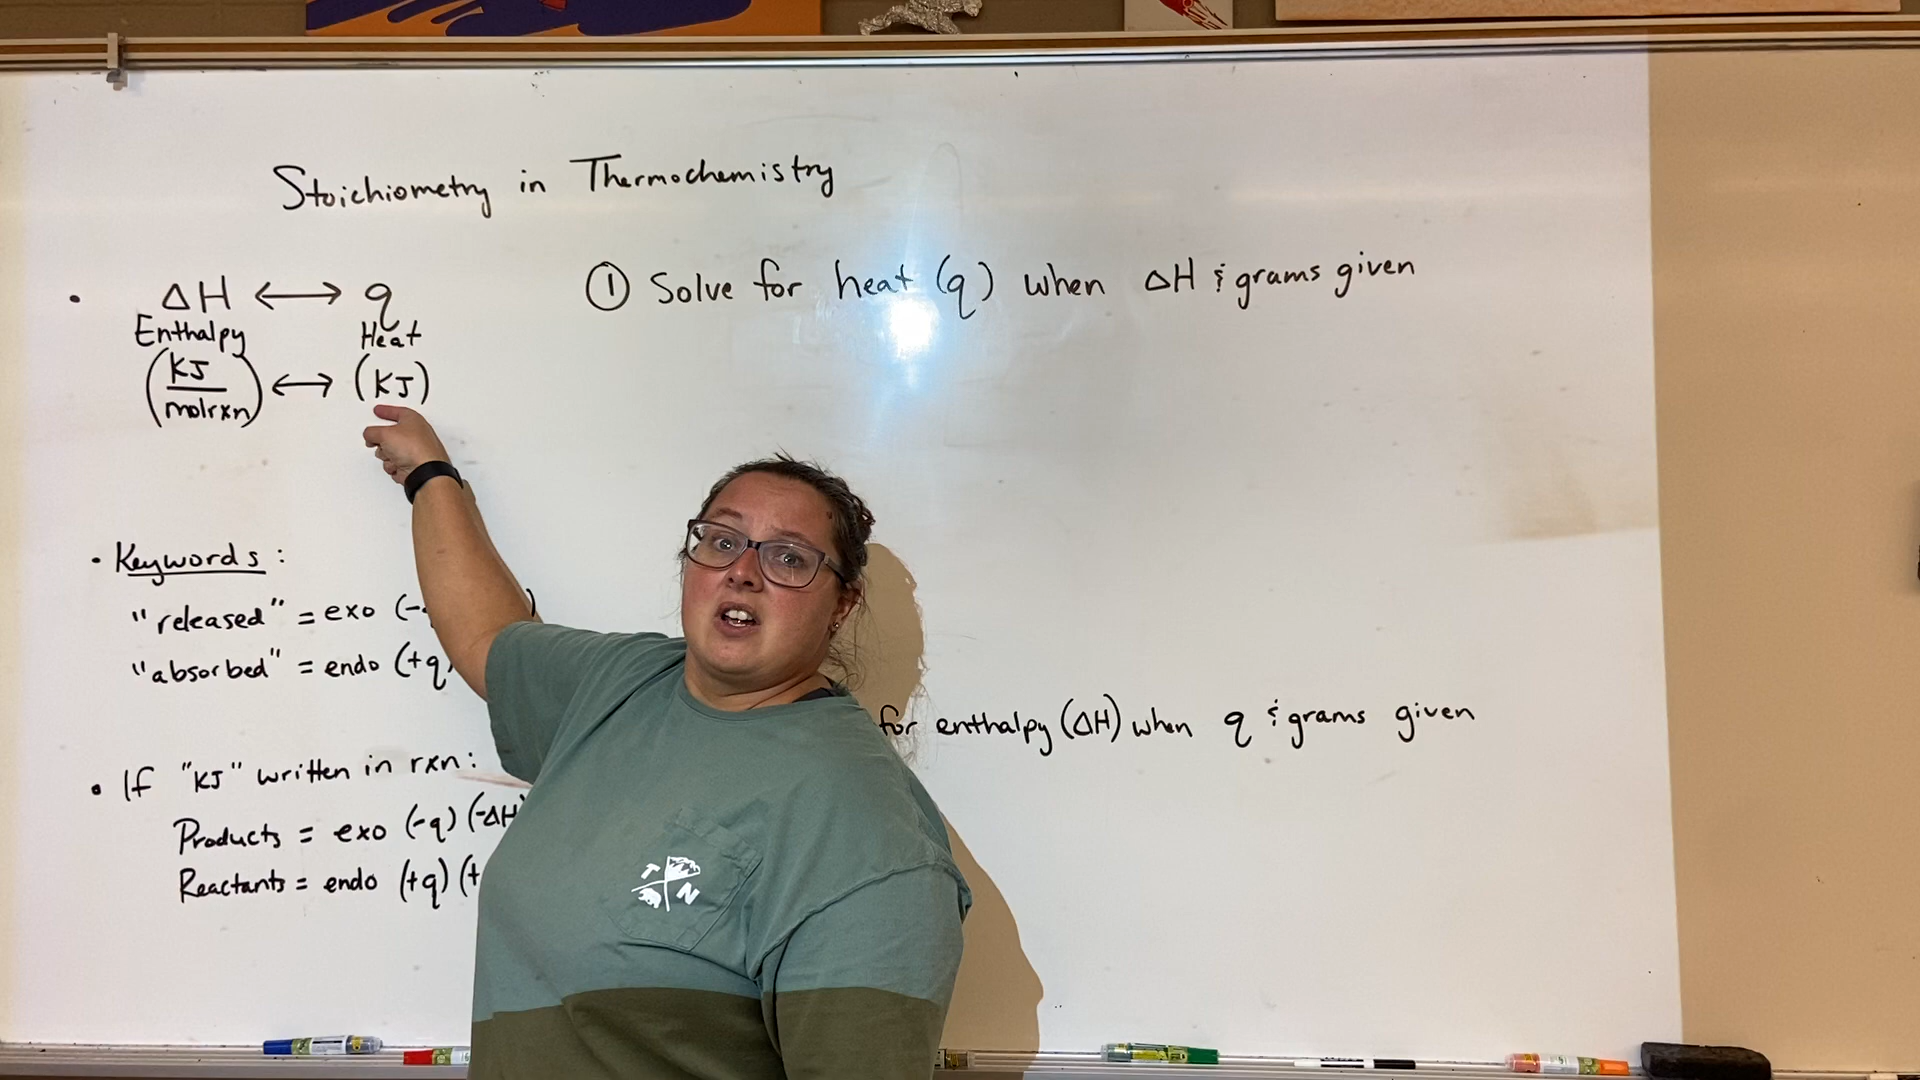 Stoichiometry in Thermochemistry
• ΔH ↔ q
Enthalpy Heat
(KJ/molrxn) ↔ (KJ)
① Solve for heat (q) when ΔH & grams given
• Keywords:
"released" = exo (-
"absorbed" = endo (+q
for enthalpy (ΔH) when q & grams given
• If "KJ" written in rxn:
Products = exo (-q) (-ΔH
Reactants = endo (+q) (+
T N